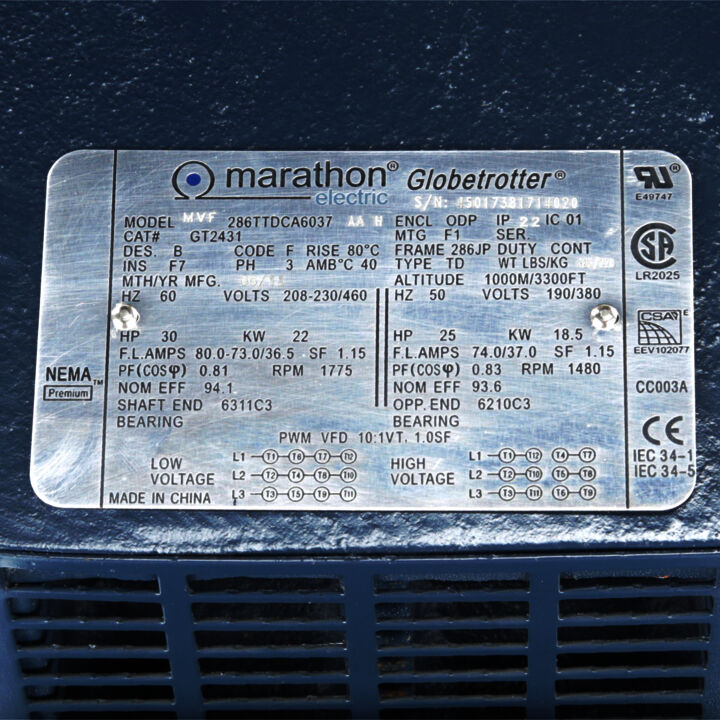 marathon® Globetrotter®
electric
S/N: 45017381714020
MODEL MVF 286TTDCA6037 AA H ENCL ODP IP 22 IC 01
CAT# GT2431 MTG F1 SER.
DES. B CODE F RISE 80°C FRAME 286JP DUTY CONT
INS F7 PH 3 AMB°C 40 TYPE TD WT LBS/KG
MTH/YR MFG. ALTITUDE 1000M/3300FT
HZ 60 VOLTS 208-230/460 HZ 50 VOLTS 190/380
HP 30 KW 22 HP 25 KW 18.5
F.L.AMPS 80.0-73.0/36.5 SF 1.15 F.L.AMPS 74.0/37.0 SF 1.15
PF(COSφ) 0.81 RPM 1775 PF(COSφ) 0.83 RPM 1480
NOM EFF 94.1 NOM EFF 93.6
SHAFT END 6311C3 OPP.END 6210C3
BEARING BEARING
PWM VFD 10:1VT, 1.0SF
LOW VOLTAGE
L1 T1 T6 T7 T12
L2 T2 T4 T8 T10
L3 T3 T5 T9 T11
HIGH VOLTAGE
L1 T1 T12 T4 T7
L2 T2 T10 T5 T8
L3 T3 T11 T6 T9
MADE IN CHINA
NEMA
Premium™
E49747
SA
LR2025
CSA E
EEV102077
CC003A
CE
IEC 34-1
IEC 34-5